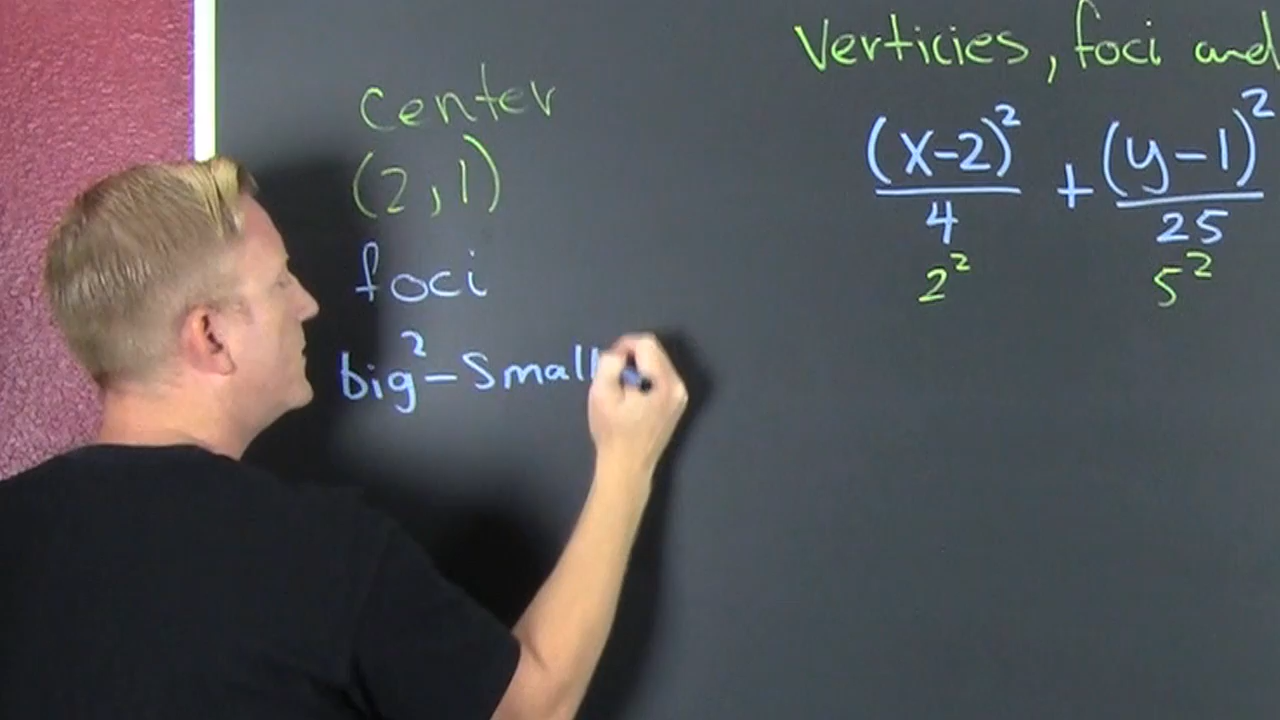 center
(2,1)
foci
big² - Small
Verticies, foci and
(x-2)² + (y-1)²
4 25
2² 5²